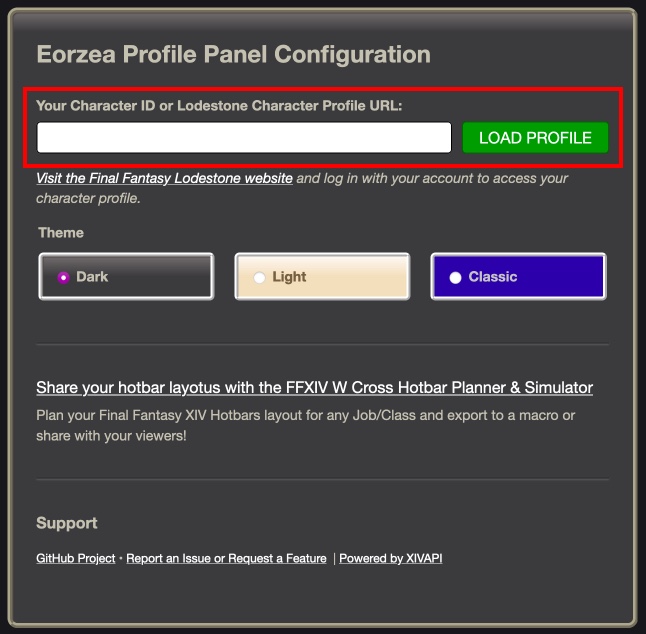 Eorzea Profile Panel Configuration
Your Character ID or Lodestone Character Profile URL:
LOAD PROFILE
Visit the Final Fantasy Lodestone website and log in with your account to access your
character profile.
Theme
Dark
Light
Classic
Share your hotbar layotus with the FFXIV W Cross Hotbar Planner & Simulator
Plan your Final Fantasy XIV Hotbars layout for any Job/Class and export to a macro or
share with your viewers!
Support
GitHub Project • Report an Issue or Request a Feature | Powered by XIVAPI